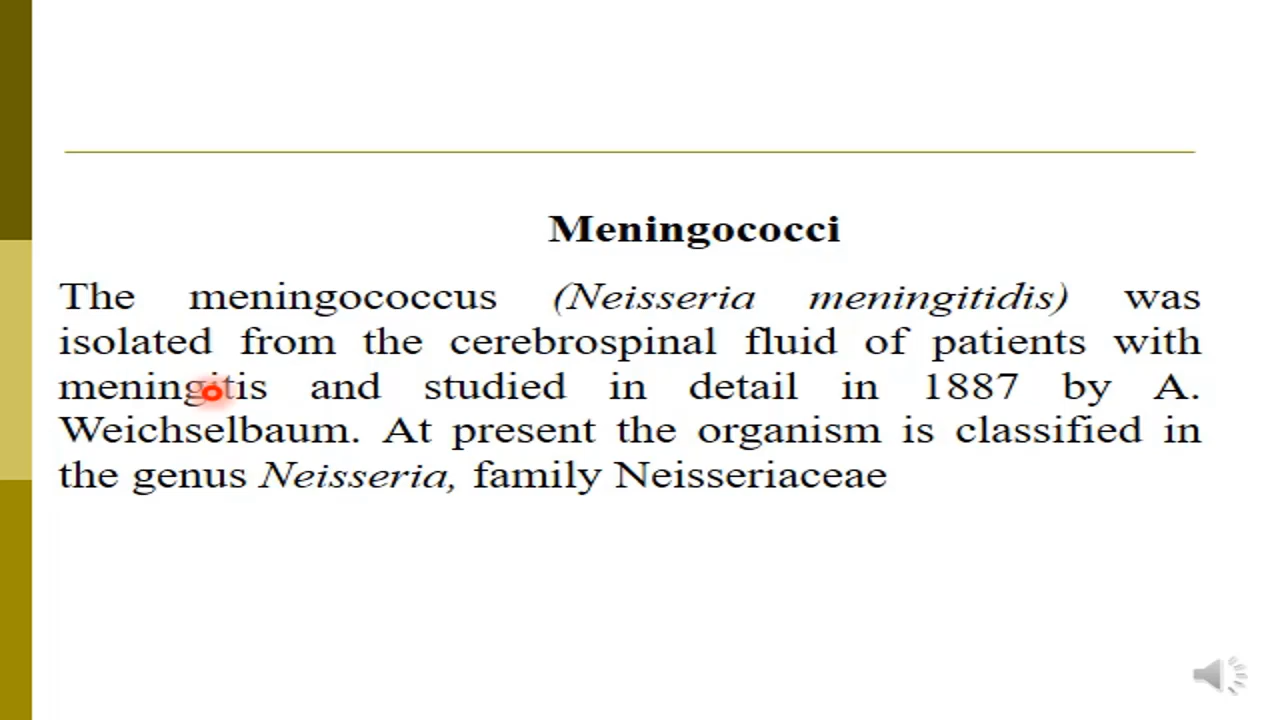 Meningococci
The meningococcus (Neisseria meningitidis) was
isolated from the cerebrospinal fluid of patients with
meningitis and studied in detail in 1887 by A.
Weichselbaum. At present the organism is classified in
the genus Neisseria, family Neisseriaceae